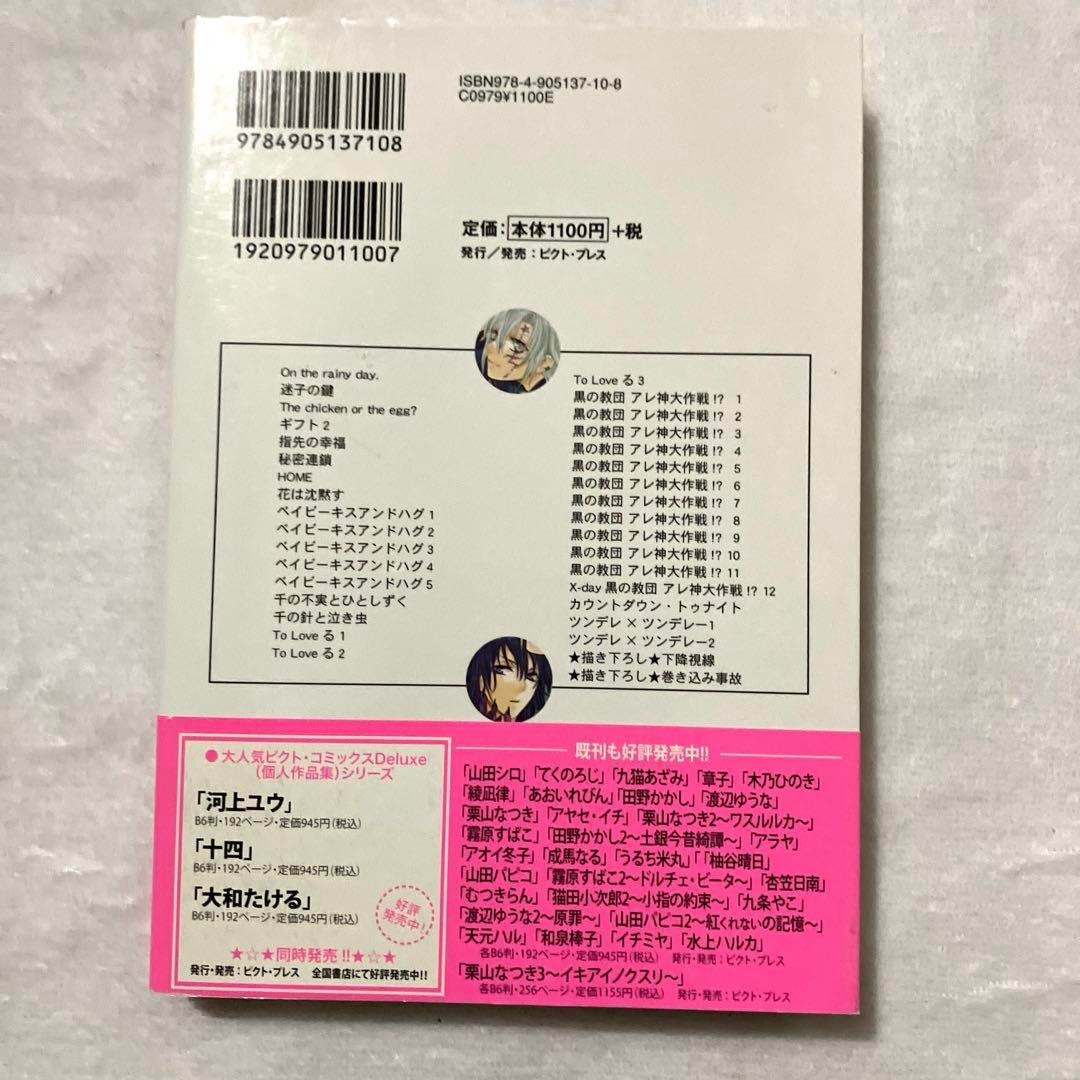 ISBN978-4-905137-10-8
C0979¥1100E
9784905137108
1920979011007
定価：本体1100円＋税
発行／発売：ピクト・プレス
On the rainy day.
迷子の鍵
The chicken or the egg?
ギフト2
指先の幸福
秘密連鎖
HOME
花は沈黙す
ベイビーキスアンドハグ1
ベイビーキスアンドハグ2
ベイビーキスアンドハグ3
ベイビーキスアンドハグ4
ベイビーキスアンドハグ5
千の不実とひとしずく
千の針と泣き虫
To Loveる1
To Loveる2
To Loveる3
黒の教団 アレ神大作戦!? 1
黒の教団 アレ神大作戦!? 2
黒の教団 アレ神大作戦!? 3
黒の教団 アレ神大作戦!? 4
黒の教団 アレ神大作戦!? 5
黒の教団 アレ神大作戦!? 6
黒の教団 アレ神大作戦!? 7
黒の教団 アレ神大作戦!? 8
黒の教団 アレ神大作戦!? 9
黒の教団 アレ神大作戦!? 10
黒の教団 アレ神大作戦!? 11
X-day 黒の教団 アレ神大作戦!? 12
カウントダウン・トゥナイト
ツンデレ×ツンデレー1
ツンデレ×ツンデレー2
★描き下ろし★下降視線
★描き下ろし★巻き込み事故
●大人気ピクト・コミックスDeluxe
（個人作品集）シリーズ
「河上ユウ」
B6判・192ページ・定価945円（税込）
「十四」
B6判・192ページ・定価945円（税込）
「大和たける」
B6判・192ページ・定価945円（税込）
好評
発売中！
★☆★同時発売!!★☆★
発行・発売：ピクト・プレス 全国書店にて好評発売中!!
既刊も好評発売中!!
「山田シロ」「てくのろじ」「九猫あざみ」「章子」「木乃ひのき」
「綾凪律」「あおいれびん」「田野かかし」「渡辺ゆうな」
「栗山なつき」「アヤセ・イチ」「栗山なつき2～ワスルルカ～」
「霧原すばこ」「田野かかし2～土銀今昔綺譚～」「アラヤ」
「アオイ冬子」「成馬なる」「うるち米丸」「「柚谷晴日」
「山田パピコ」「霧原すばこ2～ドルチェ・ビータ～」「杏笠日南」
「むつきらん」「猫田小次郎2～小指の約束～」「九条やこ」
「渡辺ゆうな2～原罪～」「山田パピコ2～紅くれないの記憶～」
「天元ハル」「和泉棒子」「イチミヤ」「水上ハルカ」
各B6判・192ページ・定価945円（税込） 発行・発売：ピクト・プレス
「栗山なつき3～イキアイノクスリ～」
各B6判・256ページ・定価1155円（税込） 発行・発売：ピクト・プレス